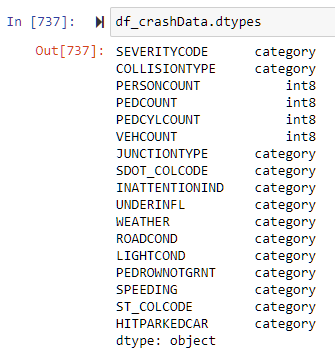 In [737]: df_crashData.dtypes
Out[737]: SEVERITYCODE category
COLLISIONTYPE category
PERSONCOUNT int8
PEDCOUNT int8
PEDCYLCOUNT int8
VEHCOUNT int8
JUNCTIONTYPE category
SDOT_COLCODE category
INATTENTIONIND category
UNDERINFL category
WEATHER category
ROADCOND category
LIGHTCOND category
PEDROWNOTGRNT category
SPEEDING category
ST_COLCODE category
HITPARKEDCAR category
dtype: object